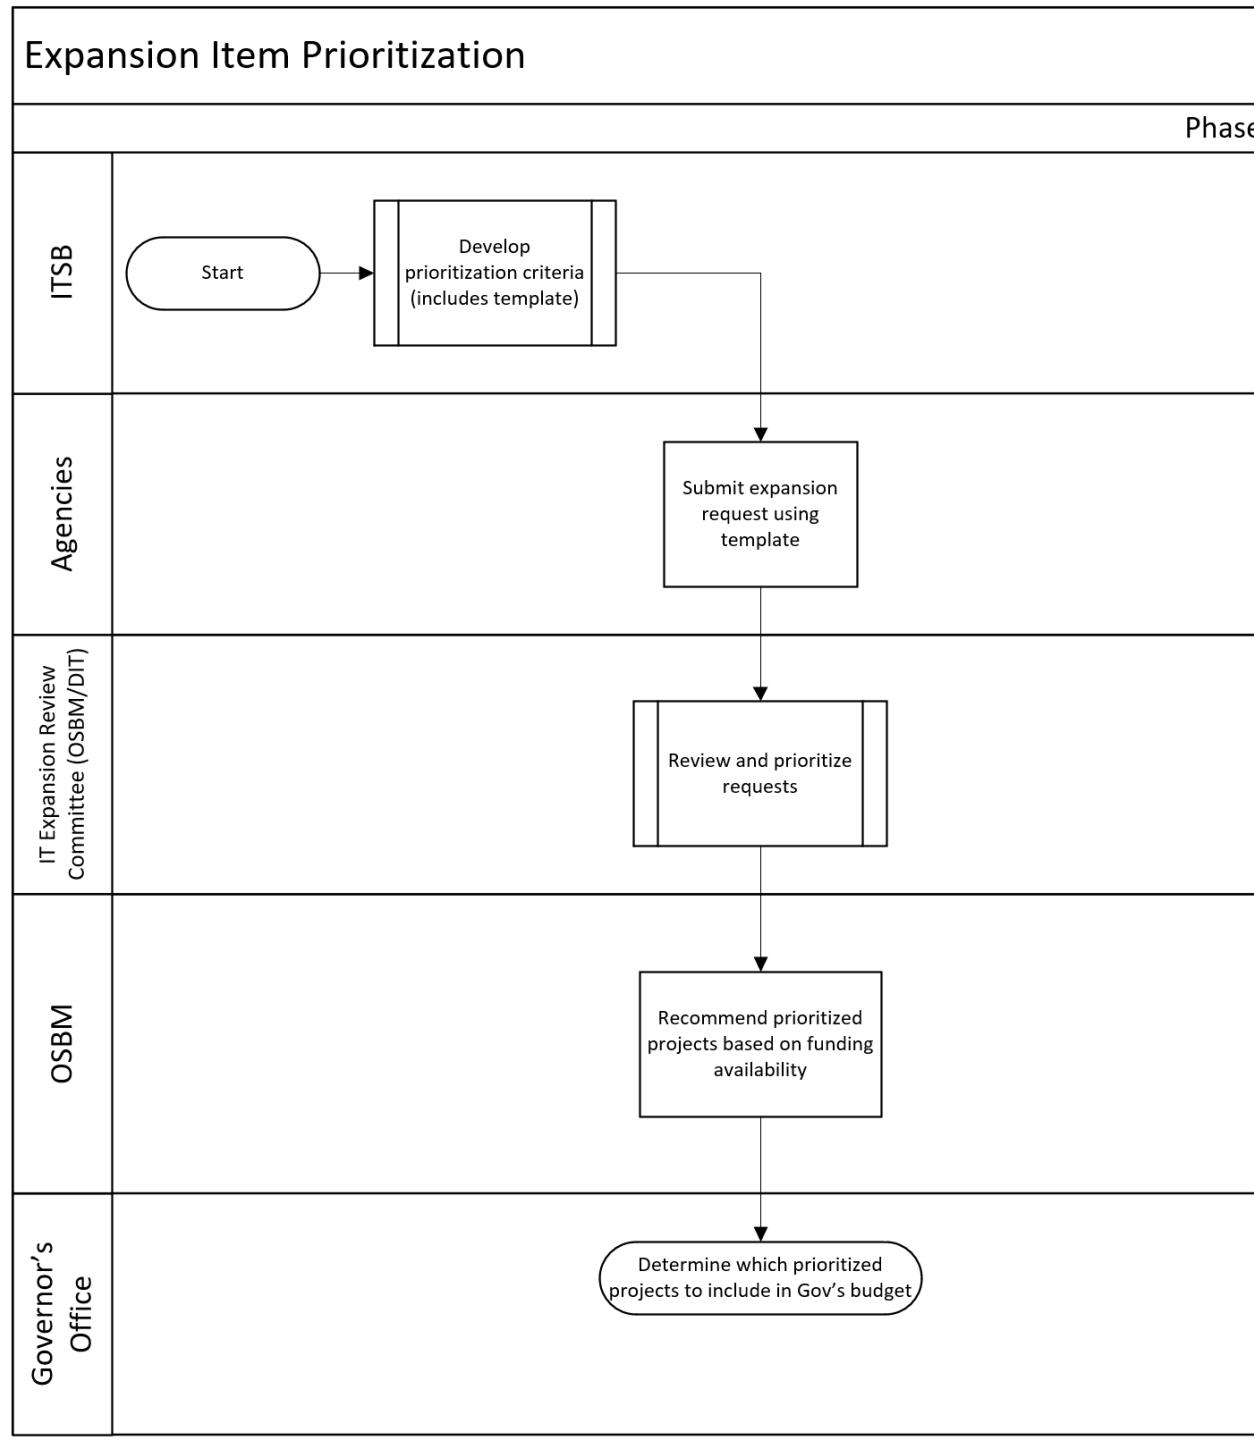 Expansion Item Prioritization
Phase
ITSB
Start
Develop
prioritization criteria
(includes template)
Agencies
Submit expansion
request using
template
IT Expansion Review
Committee (OSBM/DIT)
Review and prioritize
requests
OSBM
Recommend prioritized
projects based on funding
availability
Governor’s
Office
Determine which prioritized
projects to include in Gov’s budget